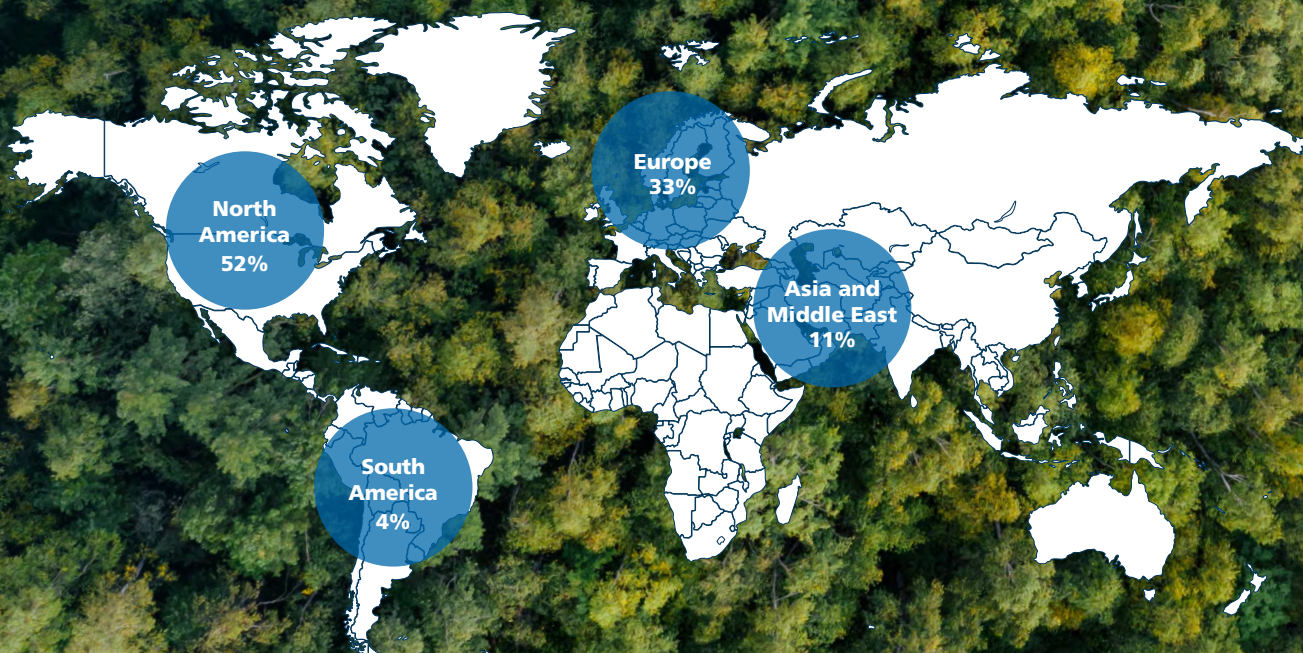 Europe
33%
North
America
52%
Asia and
Middle East
11%
South
America
4%